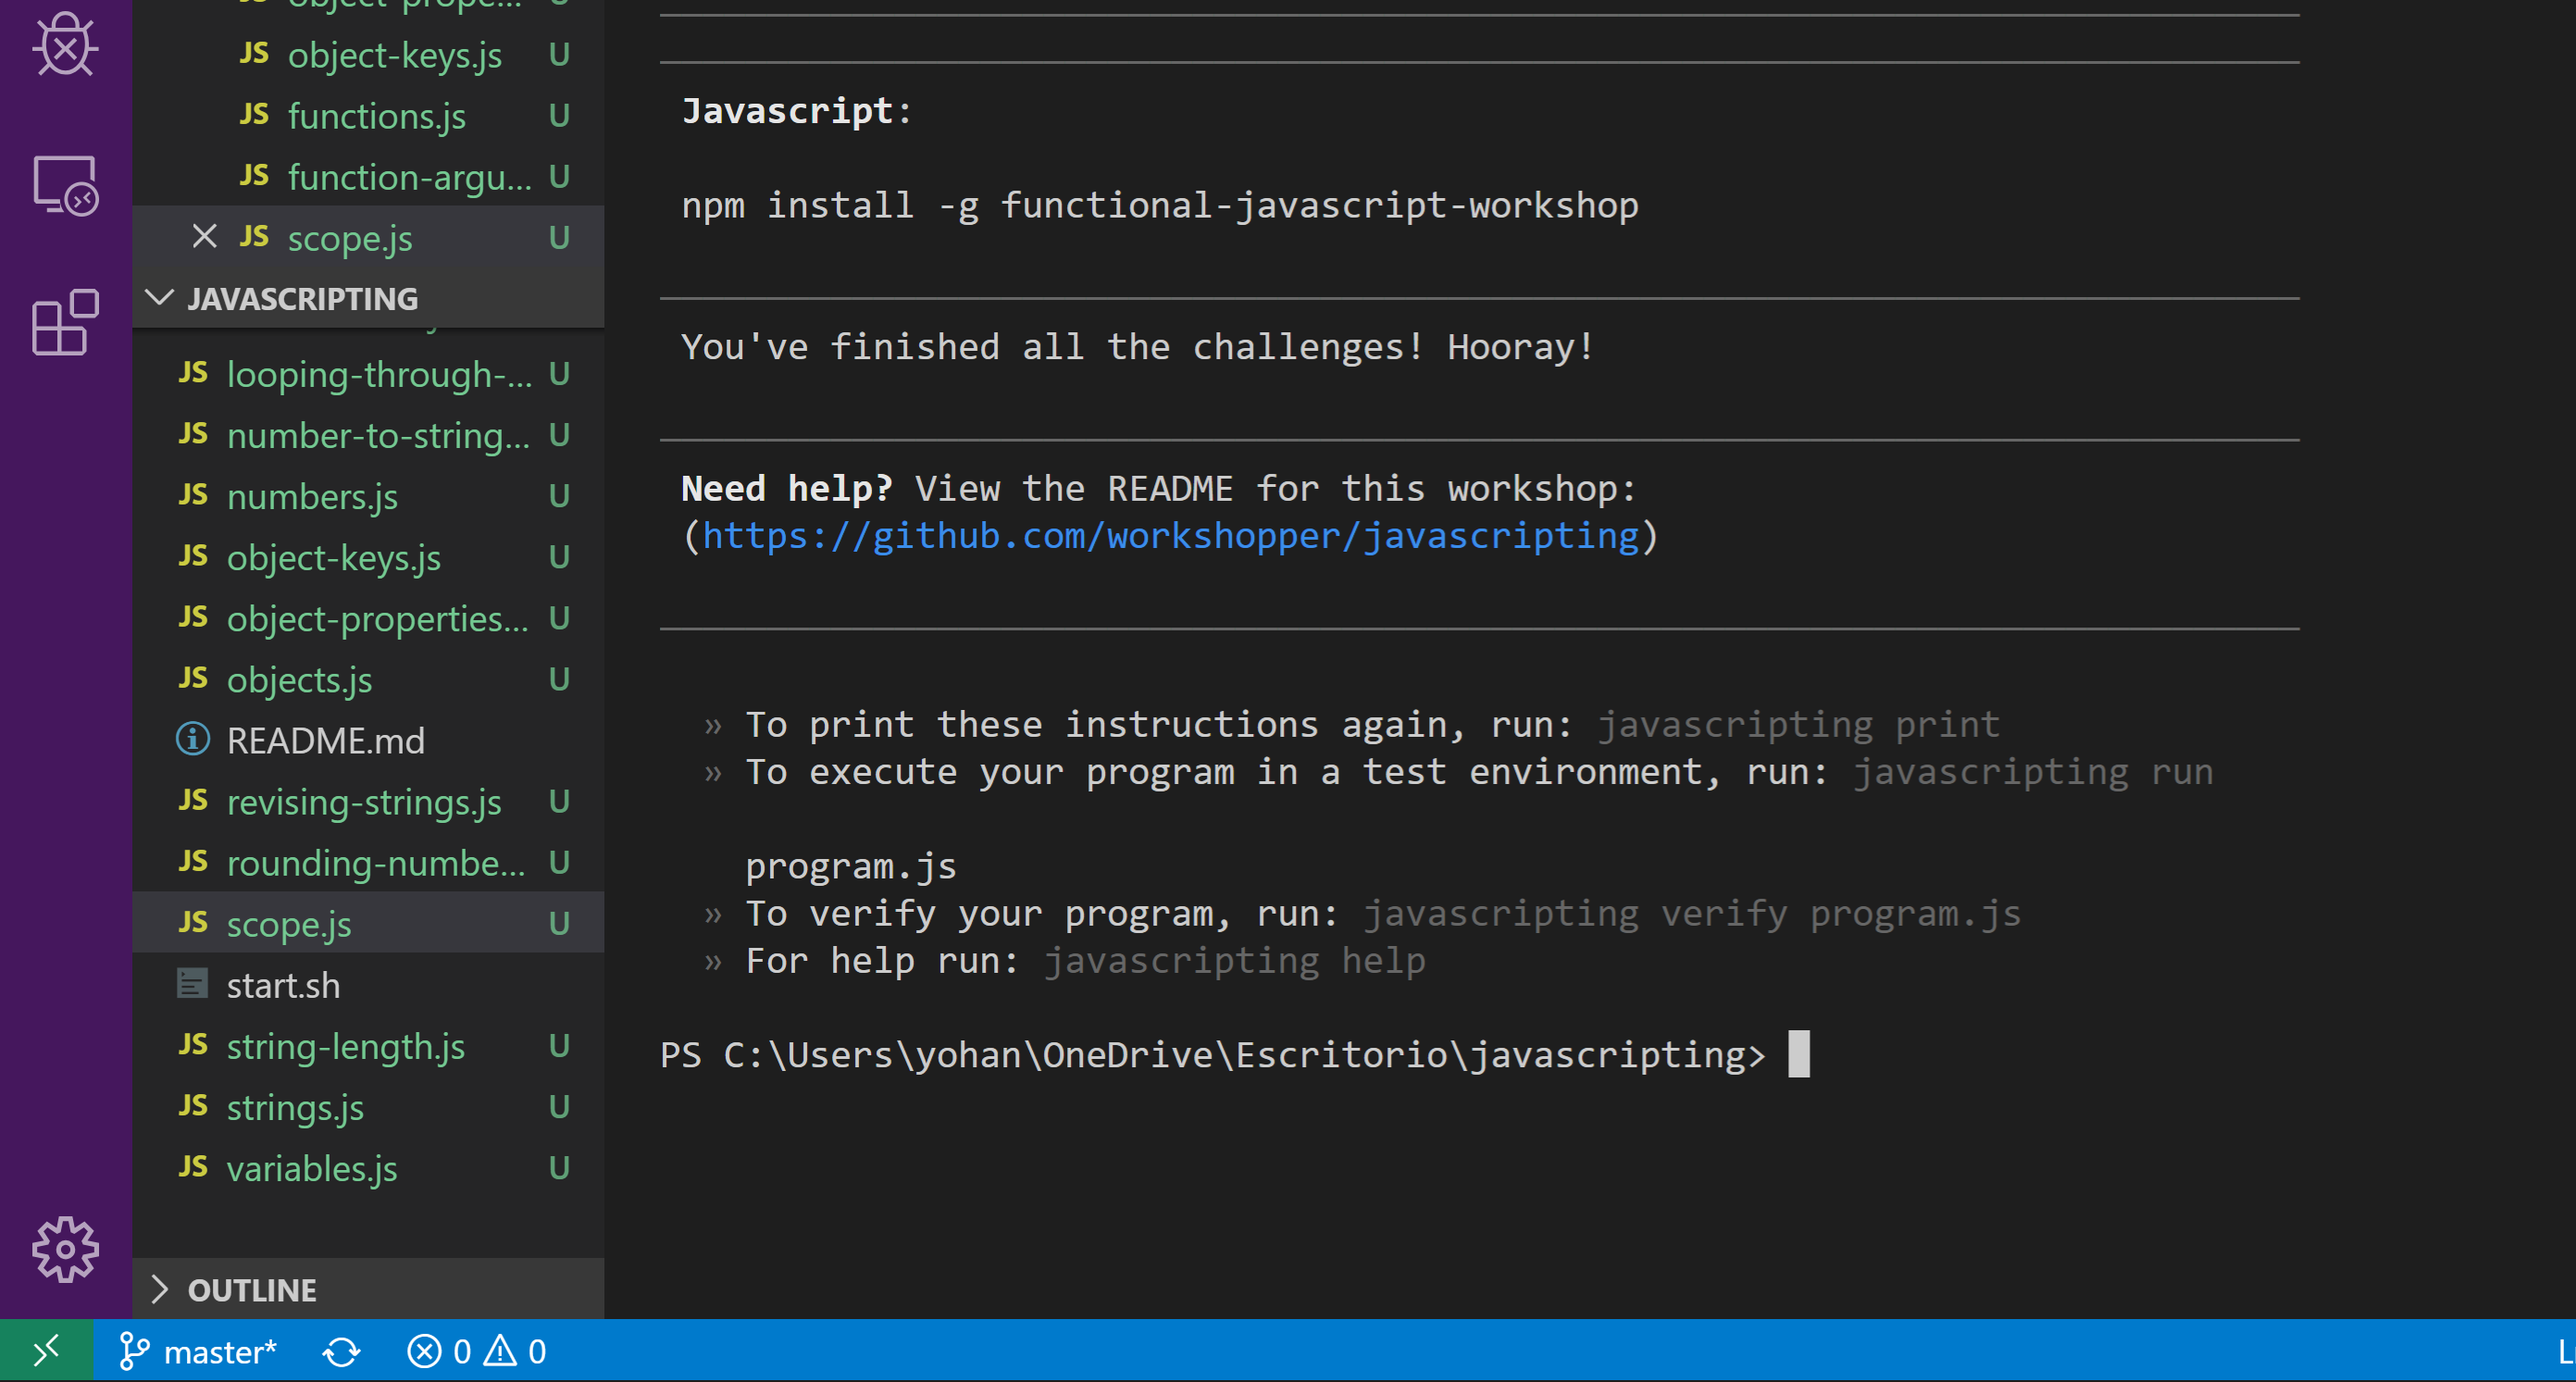 JS object-prope... U
JS object-keys.js U
JS functions.js U
JS function-argu... U
JS scope.js U
JAVASCRIPTING
JS looping-through-... U
JS number-to-string... U
JS numbers.js U
JS object-keys.js U
JS object-properties... U
JS objects.js U
README.md
JS revising-strings.js U
JS rounding-numbe... U
JS scope.js U
start.sh
JS string-length.js U
JS strings.js U
JS variables.js U
OUTLINE
Javascript:
npm install -g functional-javascript-workshop
You've finished all the challenges! Hooray!
Need help? View the README for this workshop:
(https://github.com/workshopper/javascripting)
» To print these instructions again, run: javascripting print
» To execute your program in a test environment, run: javascripting run
program.js
» To verify your program, run: javascripting verify program.js
» For help run: javascripting help
PS C:\Users\yohan\OneDrive\Escritorio\javascripting>
master* 0 0